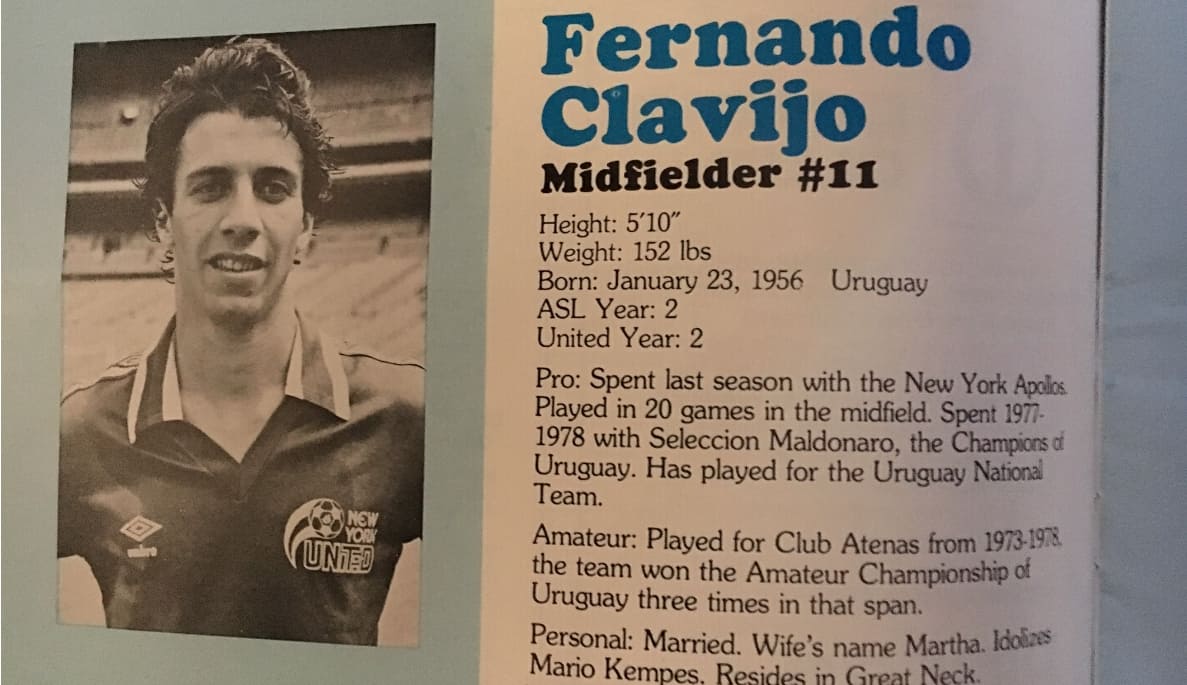 Fernando
Clavijo
Midfielder #11
Height: 5'10"
Weight: 152 lbs
Born: January 23, 1956 Uruguay
ASL Year: 2
United Year: 2
Pro: Spent last season with the New York Apollos.
Played in 20 games in the midfield. Spent 1977-
1978 with Seleccion Maldonaro, the Champions of
Uruguay. Has played for the Uruguay National
Team.
Amateur: Played for Club Atenas from 1973-1978,
the team won the Amateur Championship of
Uruguay three times in that span.
Personal: Married. Wife's name Martha. Idolizes
Mario Kempes. Resides in Great Neck.
umbro
NEW
YORK
UNITED